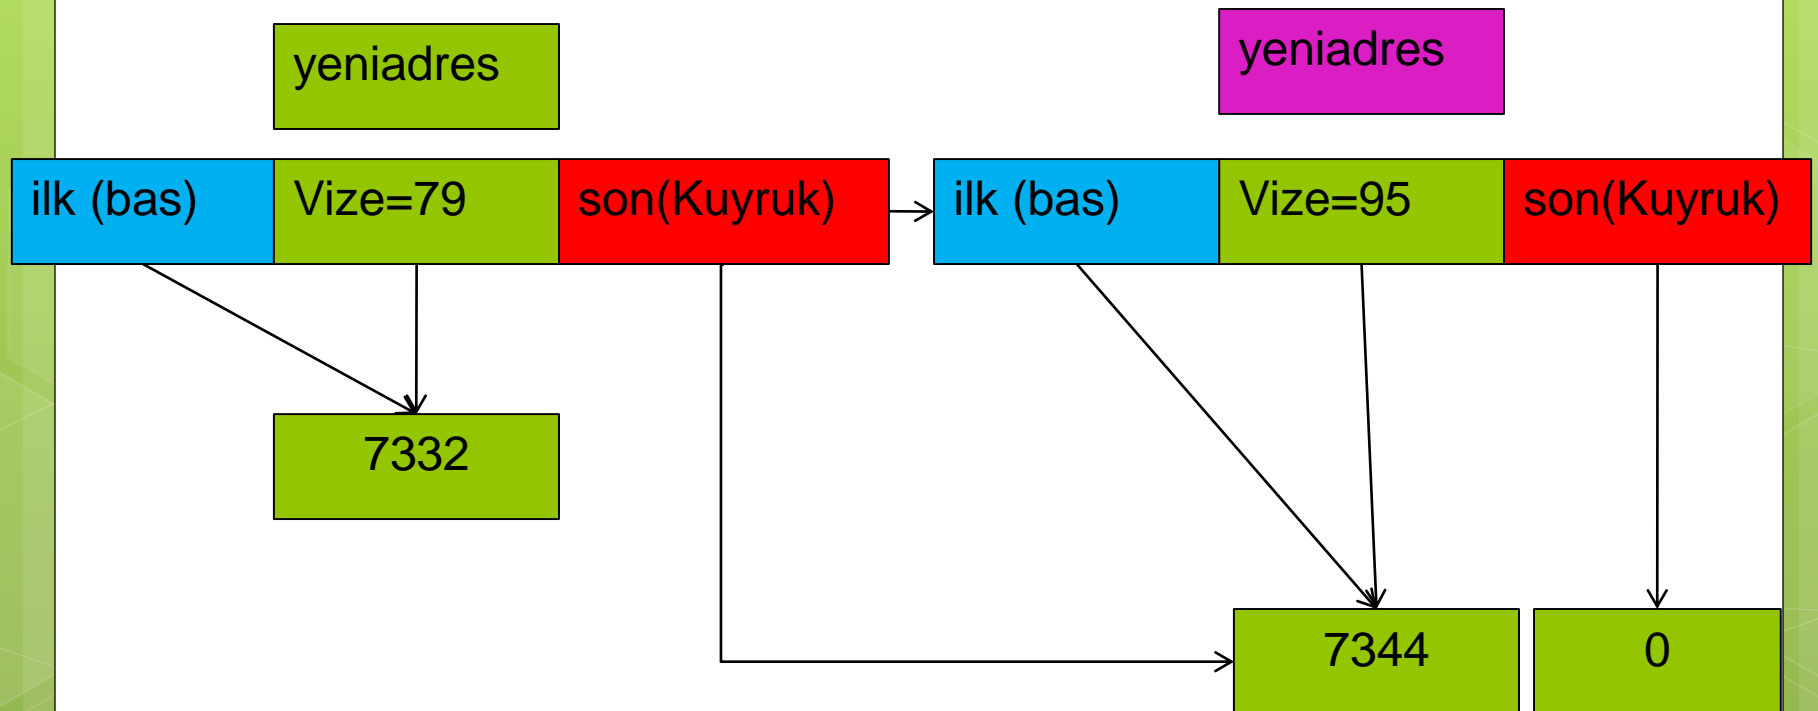 yeniadres
yeniadres
ilk (bas)
Vize=79
son(Kuyruk)
ilk (bas)
Vize=95
son(Kuyruk)
7332
7344
0